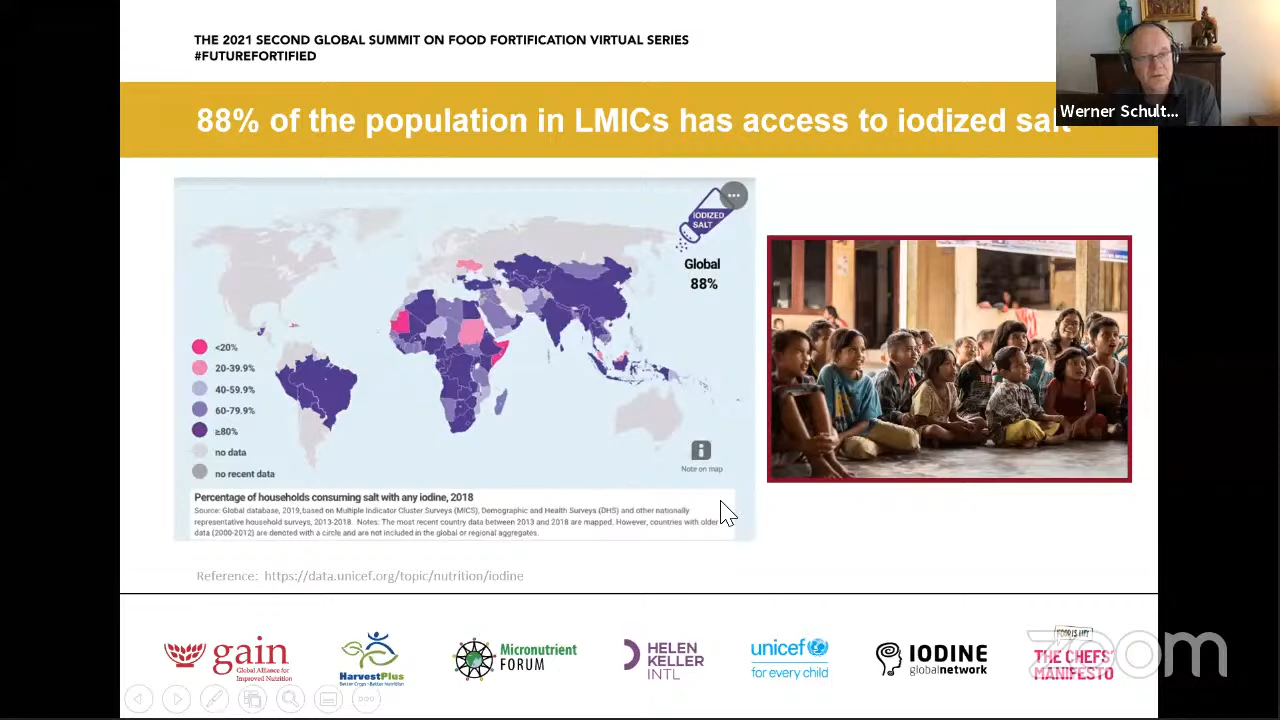 THE 2021 SECOND GLOBAL SUMMIT ON FOOD FORTIFICATION VIRTUAL SERIES
#FUTUREFORTIFIED
88% of the population in LMICs has access to iodized salt
Werner Schult...
IODIZED
SALT
Global
88%
<20%
20-39.9%
40-59.9%
60-79.9%
≥80%
no data
no recent data
Note on map
Percentage of households consuming salt with any iodine, 2018
Source: Global database, 2019,based on Multiple Indicator Cluster Surveys (MICS), Demographic and Health Surveys (DHS) and other nationally
representative household surveys, 2013-2018. Notes: The most recent country data between 2013 and 2018 are mapped. However, countries with older
data (2000-2012) are denoted with a circle and are not included in the global or regional aggregates.
Reference: https://data.unicef.org/topic/nutrition/iodine
gain
Global Alliance for
Improved Nutrition
HarvestPlus
Better Crops • Better Nutrition
Micronutrient
FORUM
HELEN
KELLER
INTL
unicef
for every child
IODINE
globalnetwork
FOOD IS LIFE
THE CHEFS'
MANIFESTO
zoom